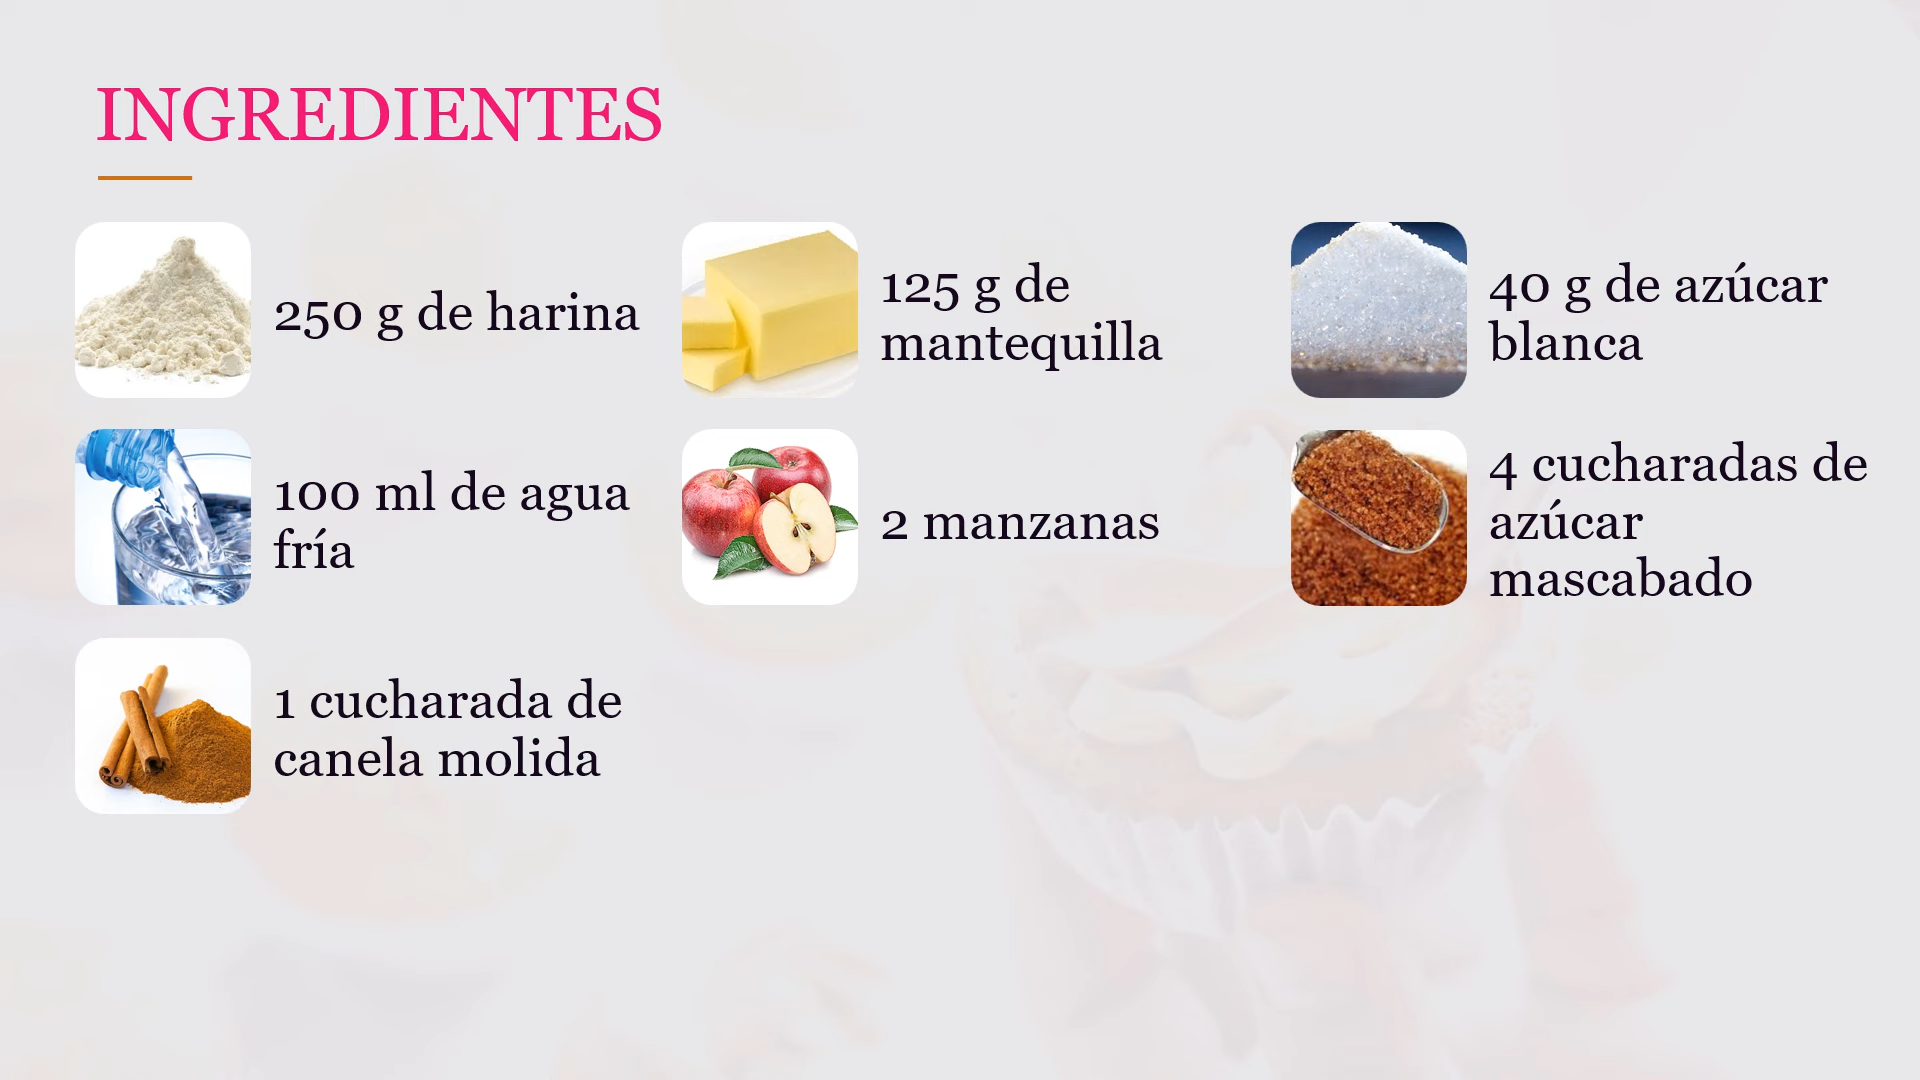 INGREDIENTES
250 g de harina
125 g de
mantequilla
40 g de azúcar
blanca
100 ml de agua
fría
2 manzanas
4 cucharadas de
azúcar
mascabado
1 cucharada de
canela molida